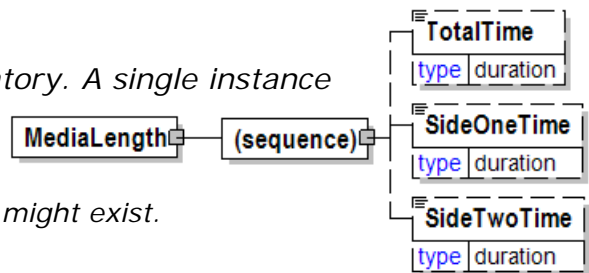 TotalTime
type duration
tory. A single instance
SideOneTime
MediaLength (sequence)
type duration
might exist.
SideTwoTime
type duration